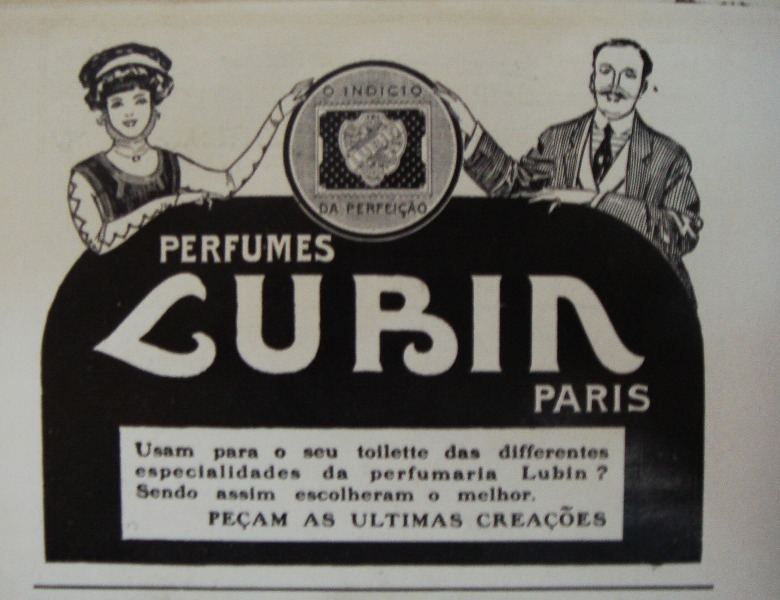 O INDICIO
LUBIN
DA PERFEIÇÃO
PERFUMES
LUBIN
PARIS
Usam para o seu toilette das differentes
especialidades da perfumaria Lubin ?
Sendo assim escolheram o melhor.
PEÇAM AS ULTIMAS CREAÇÕES